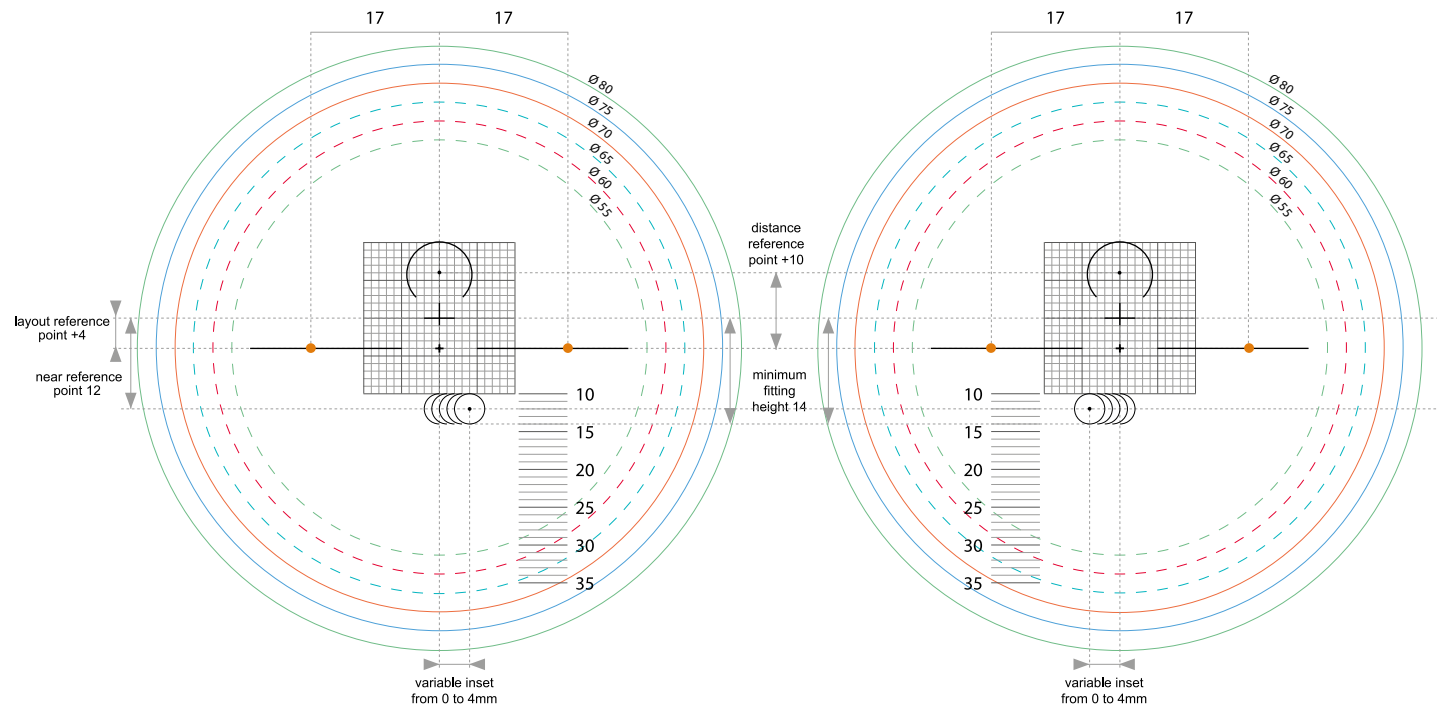 17 17
Ø 80
Ø 75
Ø 70
Ø 65
Ø 60
Ø 55
layout reference
point +4
near reference
point 12
10
15
20
25
30
35
variable inset
from 0 to 4mm
distance
reference
point +10
minimum
fitting
height 14
17 17
Ø 80
Ø 75
Ø 70
Ø 65
Ø 60
Ø 55
10
15
20
25
30
35
variable inset
from 0 to 4mm